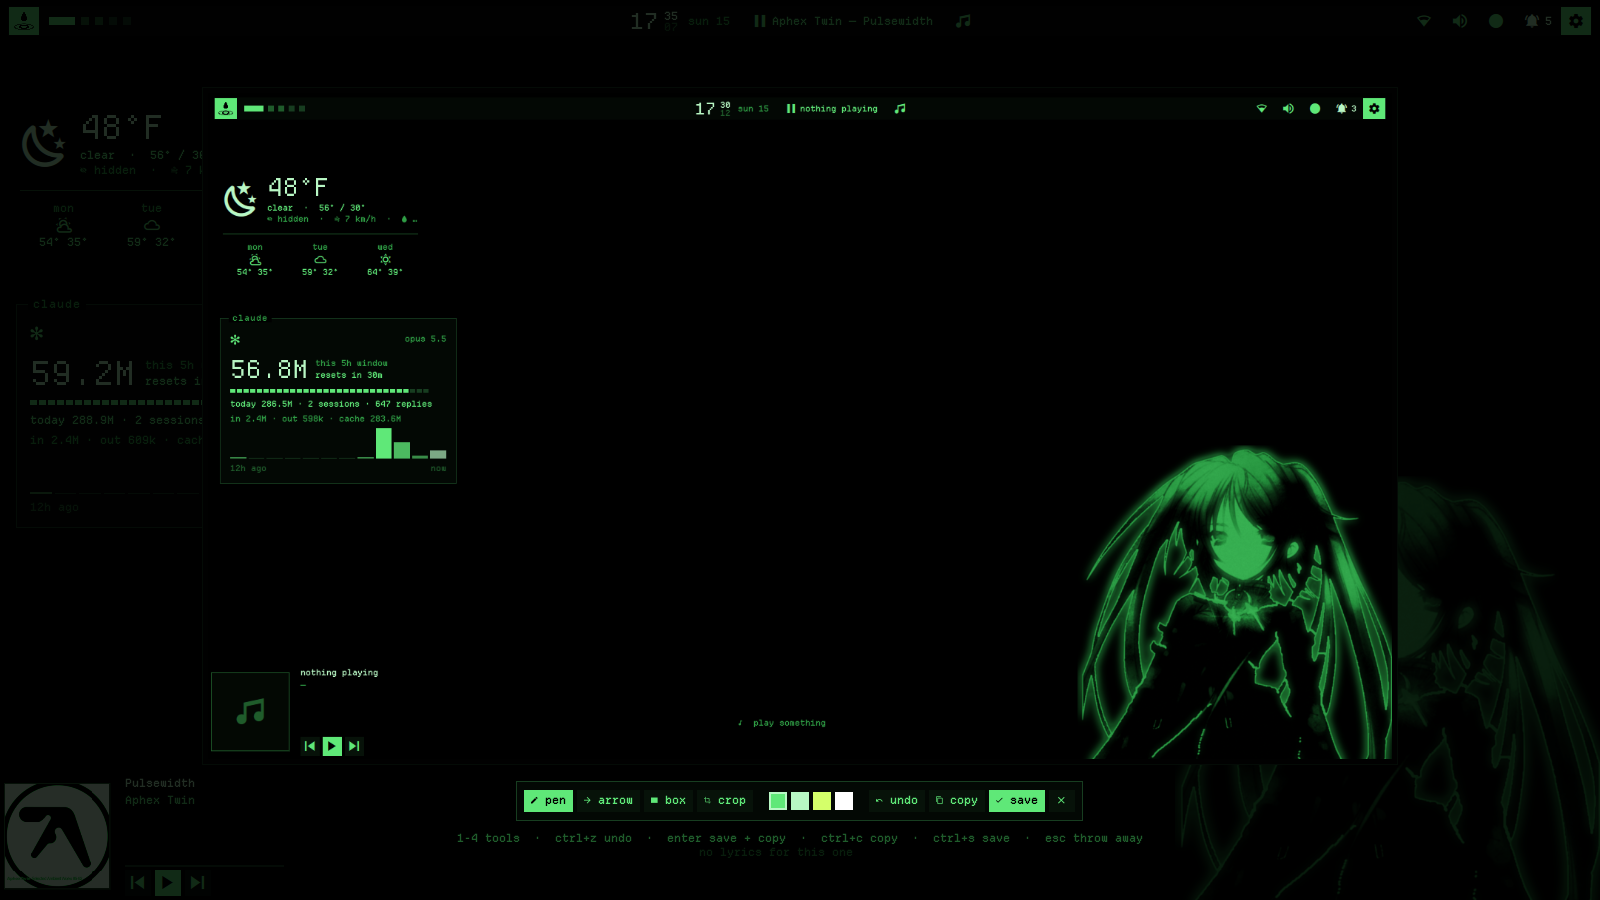 17 35 07 sun 15 Aphex Twin — Pulsewidth 5
48°F
clear · 56° / 30
hidden · 7 k
mon tue
54° 35° 59° 32°
claude
59.2M this 5h
resets i
today 288.9M · 2 sessions
in 2.4M · out 609k · cach
12h ago
17 30 12 sun 15 nothing playing 3
48°F
clear · 56° / 30°
hidden · 7 km/h · …
mon tue wed
54° 35° 59° 32° 64° 39°
claude
opus 5.5
56.8M this 5h window
resets in 30m
today 286.5M · 2 sessions · 647 replies
in 2.4M · out 598k · cache 283.6M
12h ago now
nothing playing
—
♪ play something
Pulsewidth
Aphex Twin
pen arrow box crop undo copy save ✕
1-4 tools · ctrl+z undo · enter save + copy · ctrl+c copy · ctrl+s save · esc throw away
no lyrics for this one